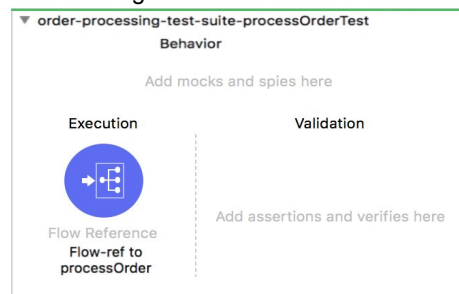 order-processing-test-suite-processOrderTest
Behavior
Add mocks and spies here
Execution
Validation
Flow Reference
Flow-ref to
processOrder
Add assertions and verifies here